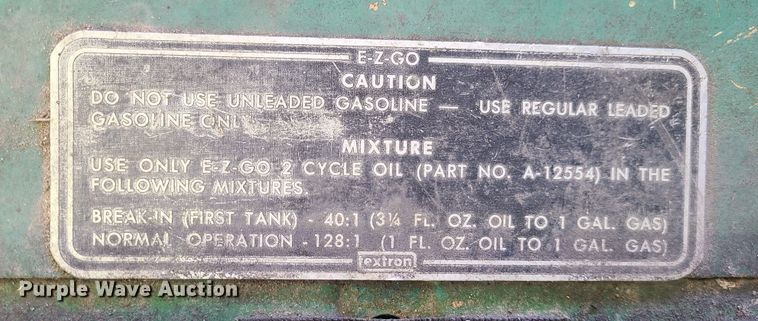 E-Z-GO
CAUTION
DO NOT USE UNLEADED GASOLINE — USE REGULAR LEADED
GASOLINE ONLY
MIXTURE
USE ONLY E-Z-GO 2 CYCLE OIL (PART NO. A-12554) IN THE
FOLLOWING MIXTURES.
BREAK-IN (FIRST TANK) - 40:1 (3¼ FL. OZ. OIL TO 1 GAL. GAS)
NORMAL OPERATION - 128:1 (1 FL. OZ. OIL TO 1 GAL. GAS)
extron
Purple Wave Auction